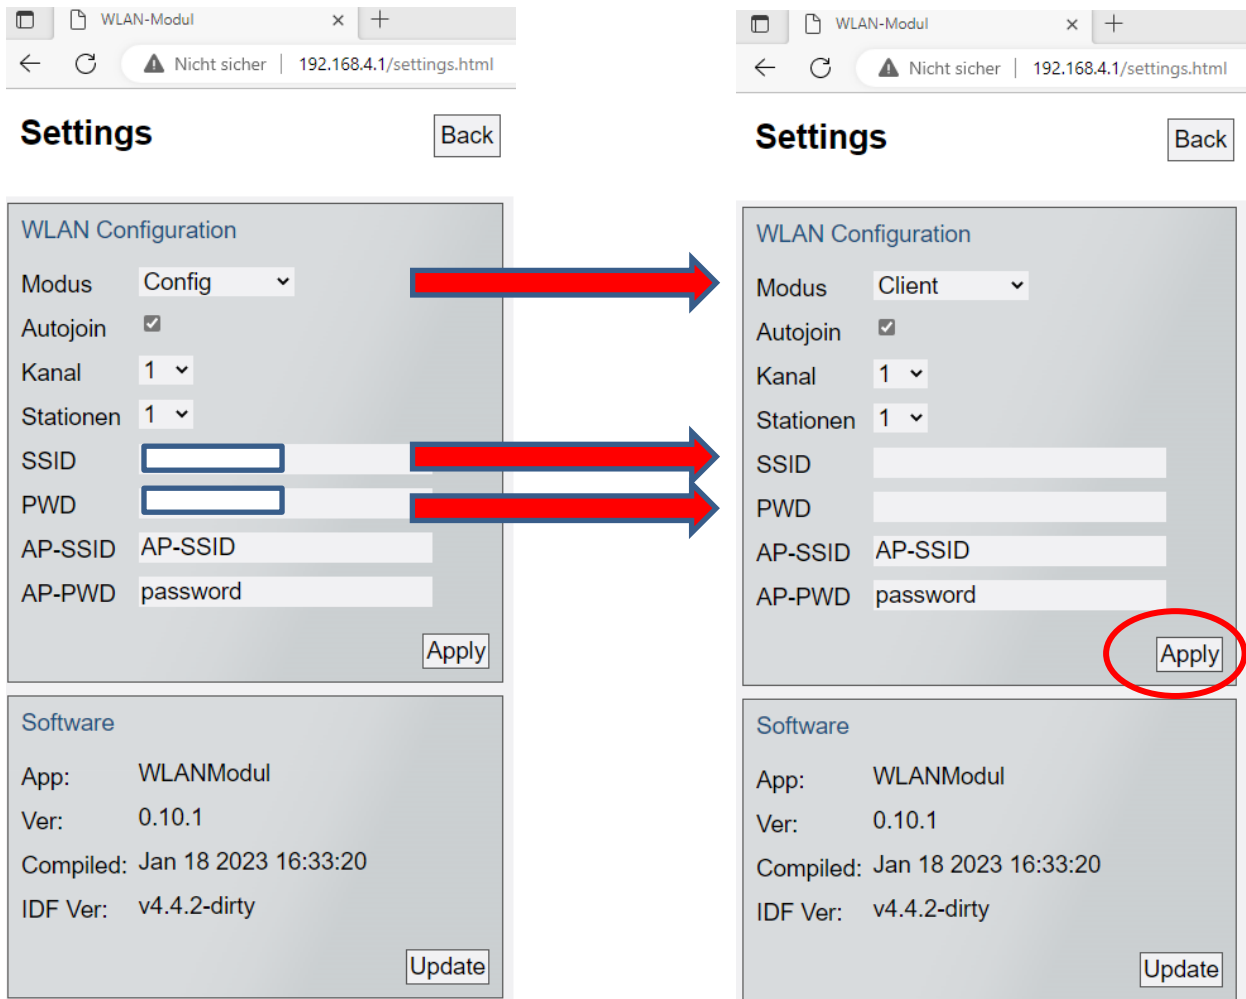 WLAN-Modul
Nicht sicher | 192.168.4.1/settings.html
Settings
Back
WLAN Configuration
Modus Config
Autojoin
Kanal 1
Stationen 1
SSID
PWD
AP-SSID AP-SSID
AP-PWD password
Apply
Software
App: WLANModul
Ver: 0.10.1
Compiled: Jan 18 2023 16:33:20
IDF Ver: v4.4.2-dirty
Update
WLAN-Modul
Nicht sicher | 192.168.4.1/settings.html
Settings
Back
WLAN Configuration
Modus Client
Autojoin
Kanal 1
Stationen 1
SSID
PWD
AP-SSID AP-SSID
AP-PWD password
Apply
Software
App: WLANModul
Ver: 0.10.1
Compiled: Jan 18 2023 16:33:20
IDF Ver: v4.4.2-dirty
Update